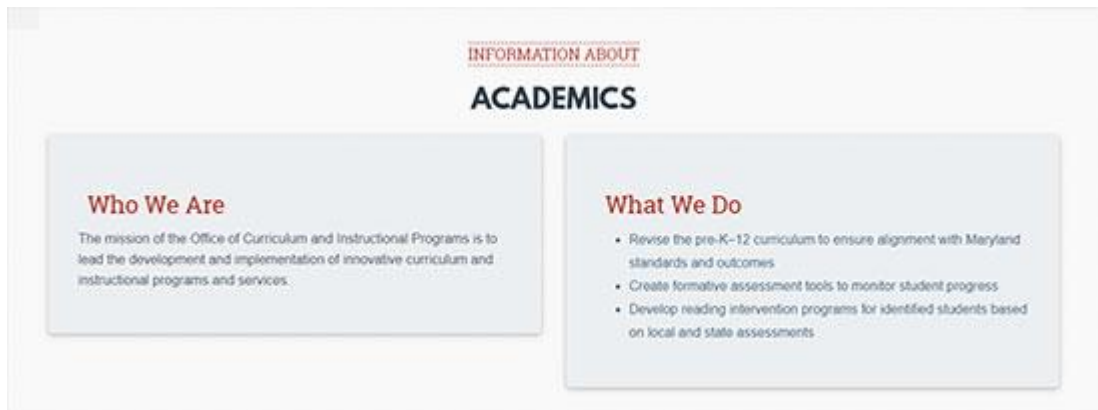 INFORMATION ABOUT
ACADEMICS
Who We Are
The mission of the Office of Curriculum and Instructional Programs is to
lead the development and implementation of innovative curriculum and
instructional programs and services.
What We Do
• Revise the pre-K–12 curriculum to ensure alignment with Maryland
standards and outcomes
• Create formative assessment tools to monitor student progress
• Develop reading intervention programs for identified students based
on local and state assessments